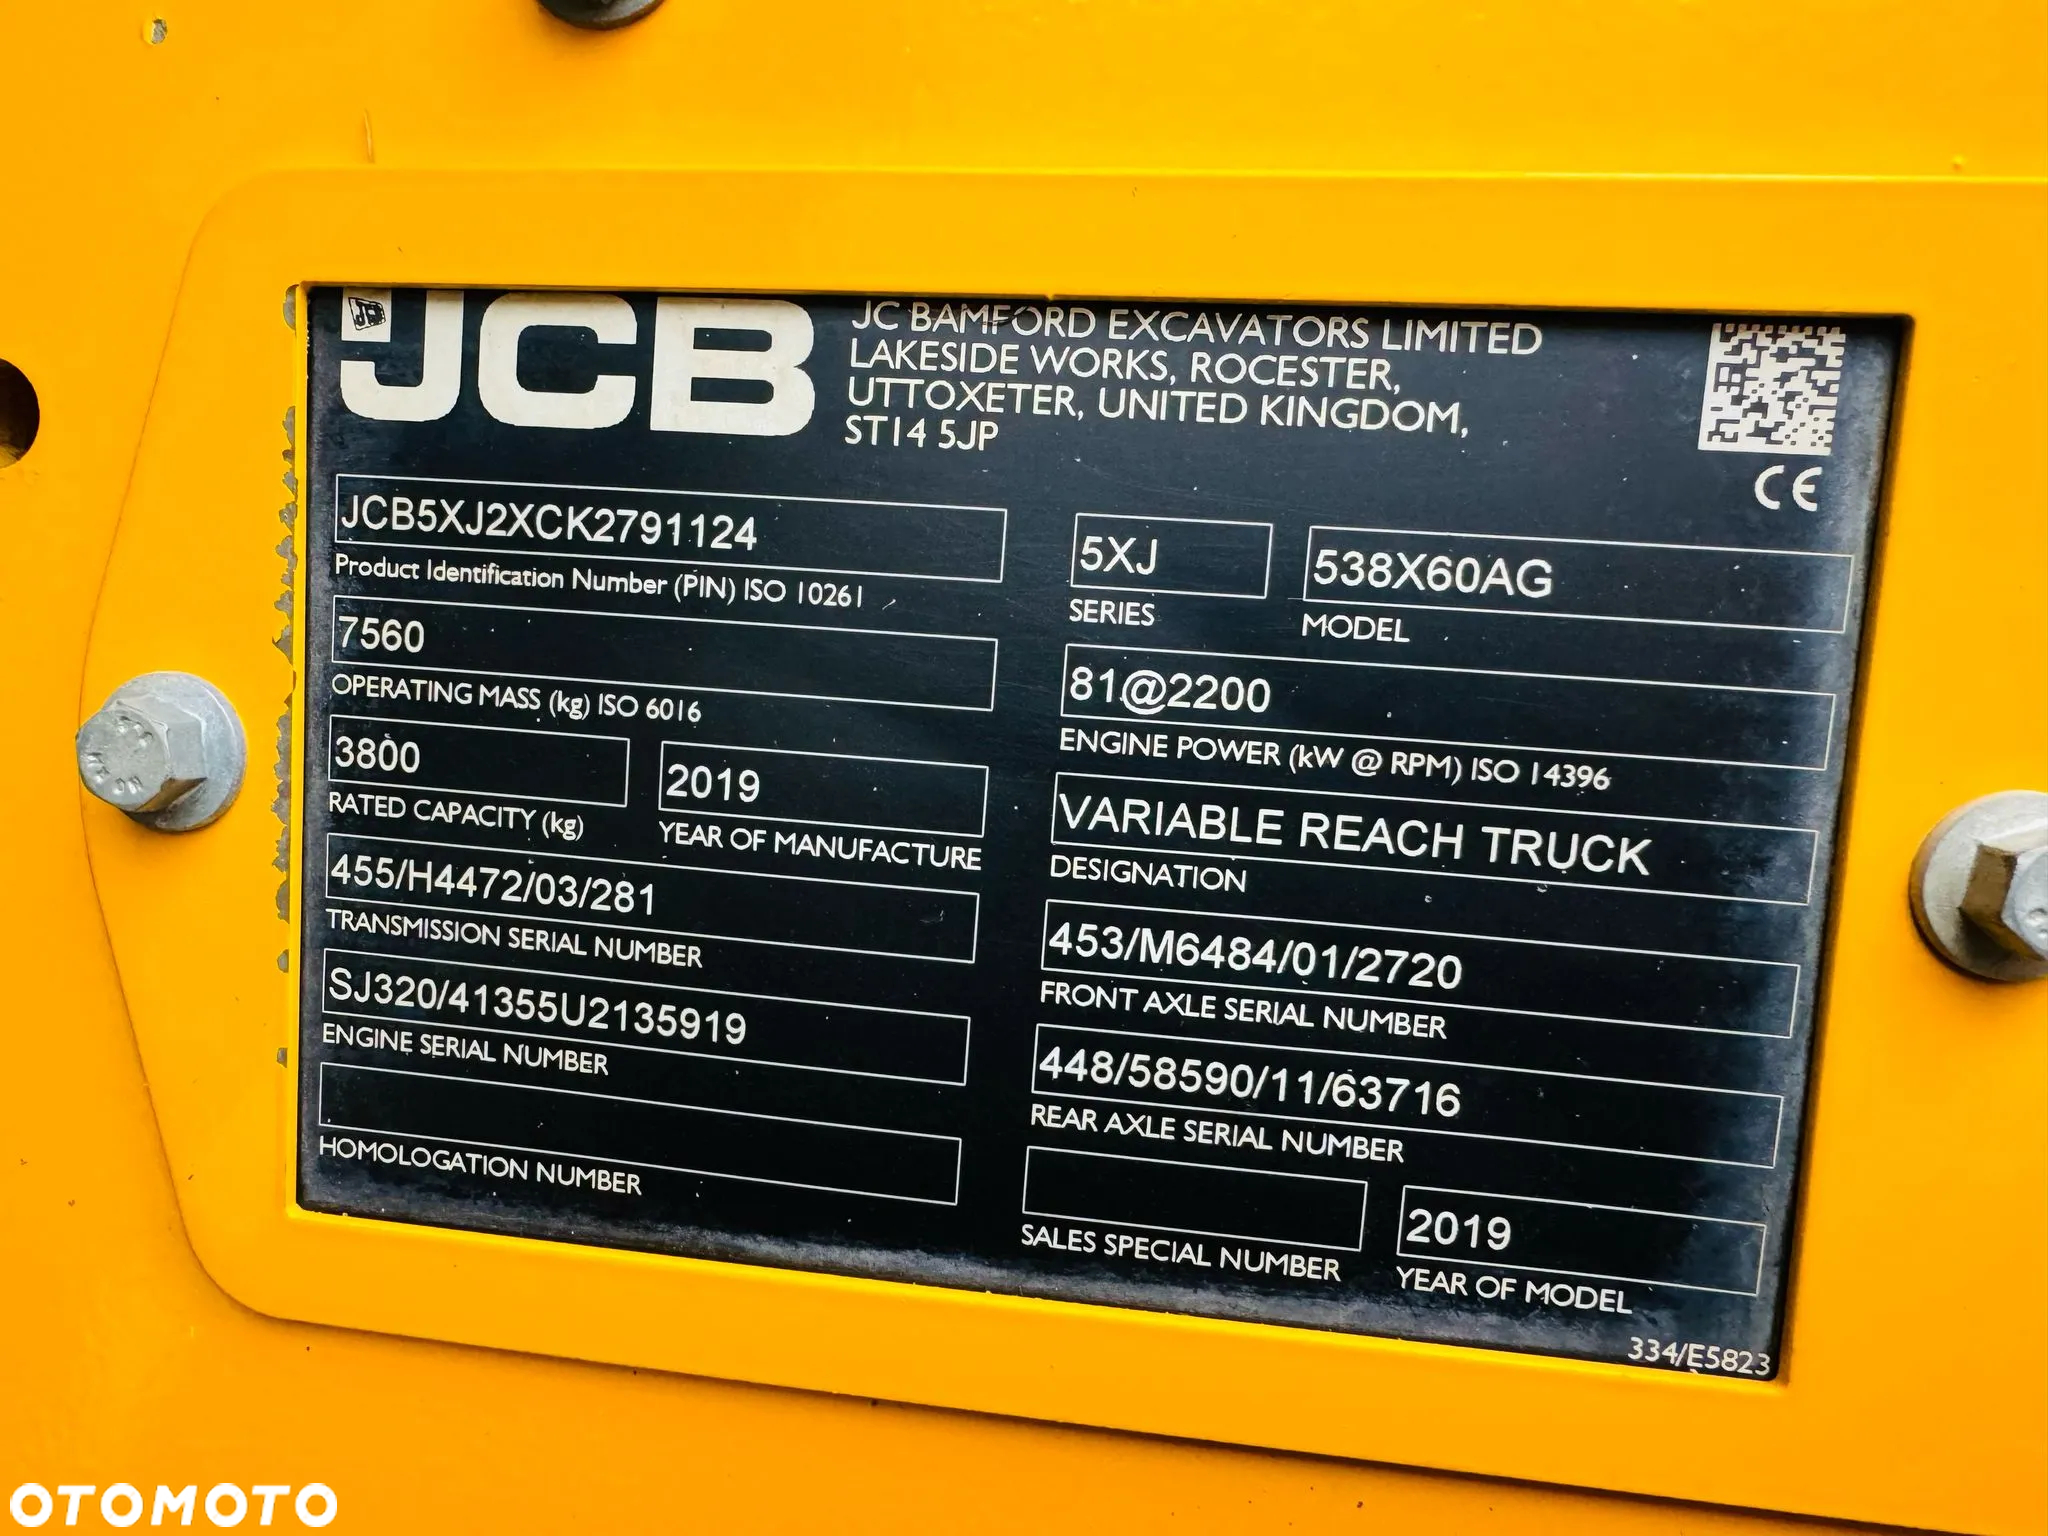 JCB
JC BAMFORD EXCAVATORS LIMITED
LAKESIDE WORKS, ROCESTER,
UTTOXETER, UNITED KINGDOM,
ST14 5JP
CE
JCB5XJ2XCK2791124
Product Identification Number (PIN) ISO 10261
5XJ
SERIES
538X60AG
MODEL
7560
OPERATING MASS (kg) ISO 6016
81@2200
ENGINE POWER (kW @ RPM) ISO 14396
3800
RATED CAPACITY (kg)
2019
YEAR OF MANUFACTURE
VARIABLE REACH TRUCK
DESIGNATION
455/H4472/03/281
TRANSMISSION SERIAL NUMBER
453/M6484/01/2720
FRONT AXLE SERIAL NUMBER
SJ320/41355U2135919
ENGINE SERIAL NUMBER
448/58590/11/63716
REAR AXLE SERIAL NUMBER
HOMOLOGATION NUMBER
SALES SPECIAL NUMBER
2019
YEAR OF MODEL
334/E5823
OTOMOTO